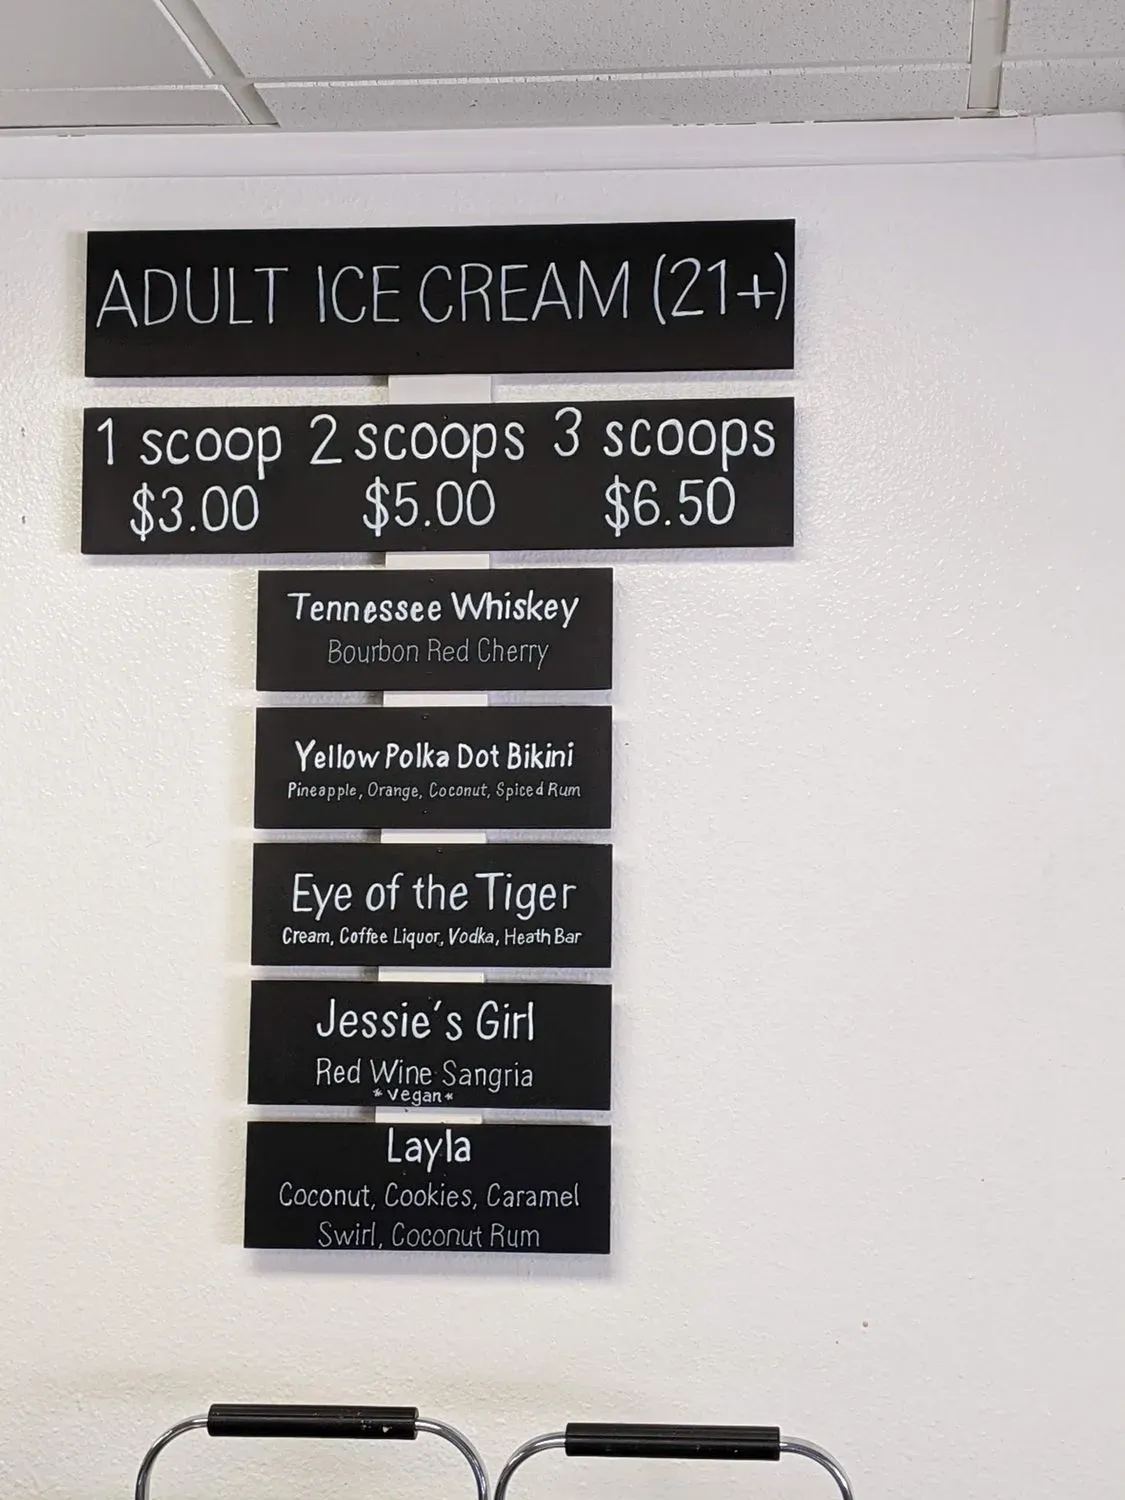 ADULT ICE CREAM (21+)
1 scoop 2 scoops 3 scoops
$3.00 $5.00 $6.50
Tennessee Whiskey
Bourbon Red Cherry
Yellow Polka Dot Bikini
Pineapple, Orange, Coconut, Spiced Rum
Eye of the Tiger
Cream, Coffee Liquor, Vodka, Heath Bar
Jessie's Girl
Red Wine Sangria
*Vegan*
Layla
Coconut, Cookies, Caramel
Swirl, Coconut Rum